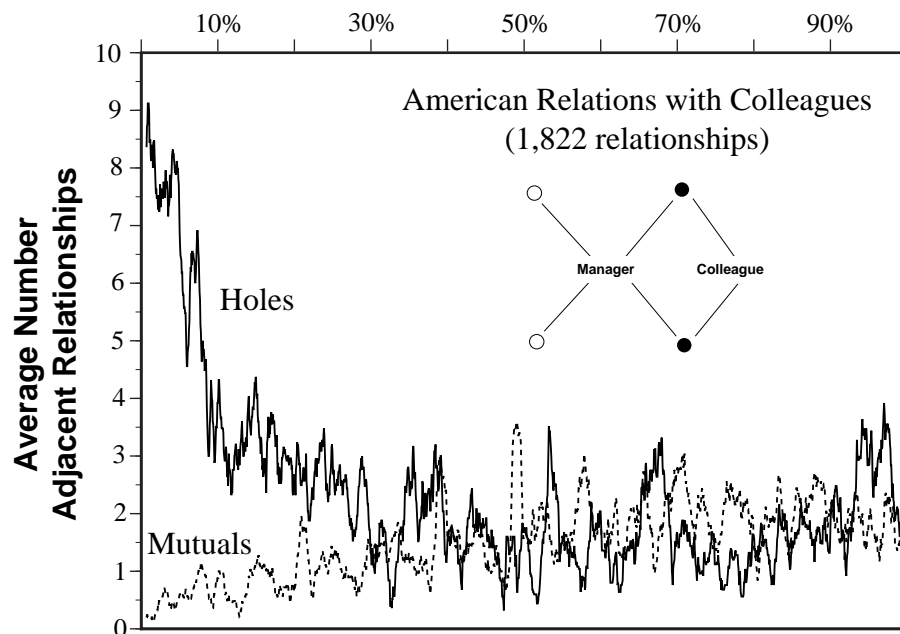 10% 30% 50% 70% 90%
10
9
8
7
6
5
4
3
2
1
0
Average Number
Adjacent Relationships
American Relations with Colleagues
(1,822 relationships)
Manager Colleague
Holes
Mutuals